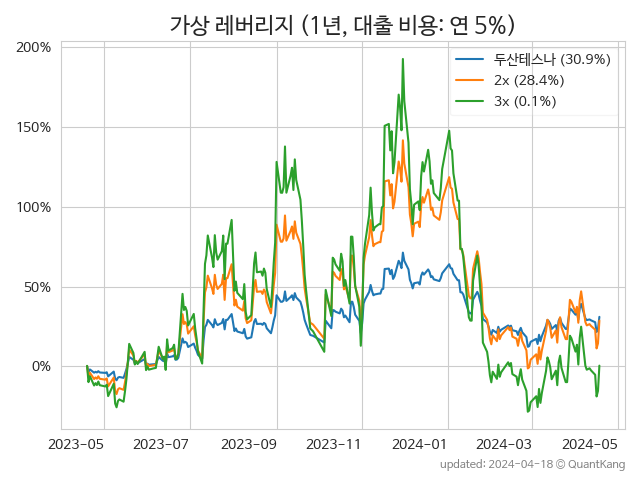 가상 레버리지 (1년, 대출 비용: 연 5%)
두산테스나 (30.9%)
2x (28.4%)
3x (0.1%)
200%
150%
100%
50%
0%
2023-05 2023-07 2023-09 2023-11 2024-01 2024-03 2024-05
updated: 2024-04-18 © QuantKang